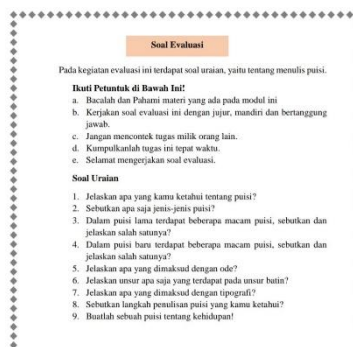 Soal Evaluasi
Pada kegiatan evaluasi ini terdapat soal uraian, yaitu tentang menulis puisi.
Ikuti Petuntuk di Bawah Ini!
a. Bacalah dan Pahami materi yang ada pada modul ini
b. Kerjakan soal evaluasi ini dengan jujur, mandiri dan bertanggung
jawab.
c. Jangan mencontek tugas milik orang lain.
d. Kumpulkanlah tugas ini tepat waktu.
e. Selamat mengerjakan soal evaluasi.
Soal Uraian
1. Jelaskan apa yang kamu ketahui tentang puisi?
2. Sebutkan apa saja jenis-jenis puisi?
3. Dalam puisi lama terdapat beberapa macam puisi, sebutkan dan
jelaskan salah satunya?
4. Dalam puisi baru terdapat beberapa macam puisi, sebutkan dan
jelaskan salah satunya?
5. Jelaskan apa yang dimaksud dengan ode?
6. Jelaskan unsur apa saja yang terdapat pada unsur batin?
7. Jelaskan apa yang dimaksud dengan tipografi?
8. Sebutkan langkah penulisan puisi yang kamu ketahui?
9. Buatlah sebuah puisi tentang kehidupan!